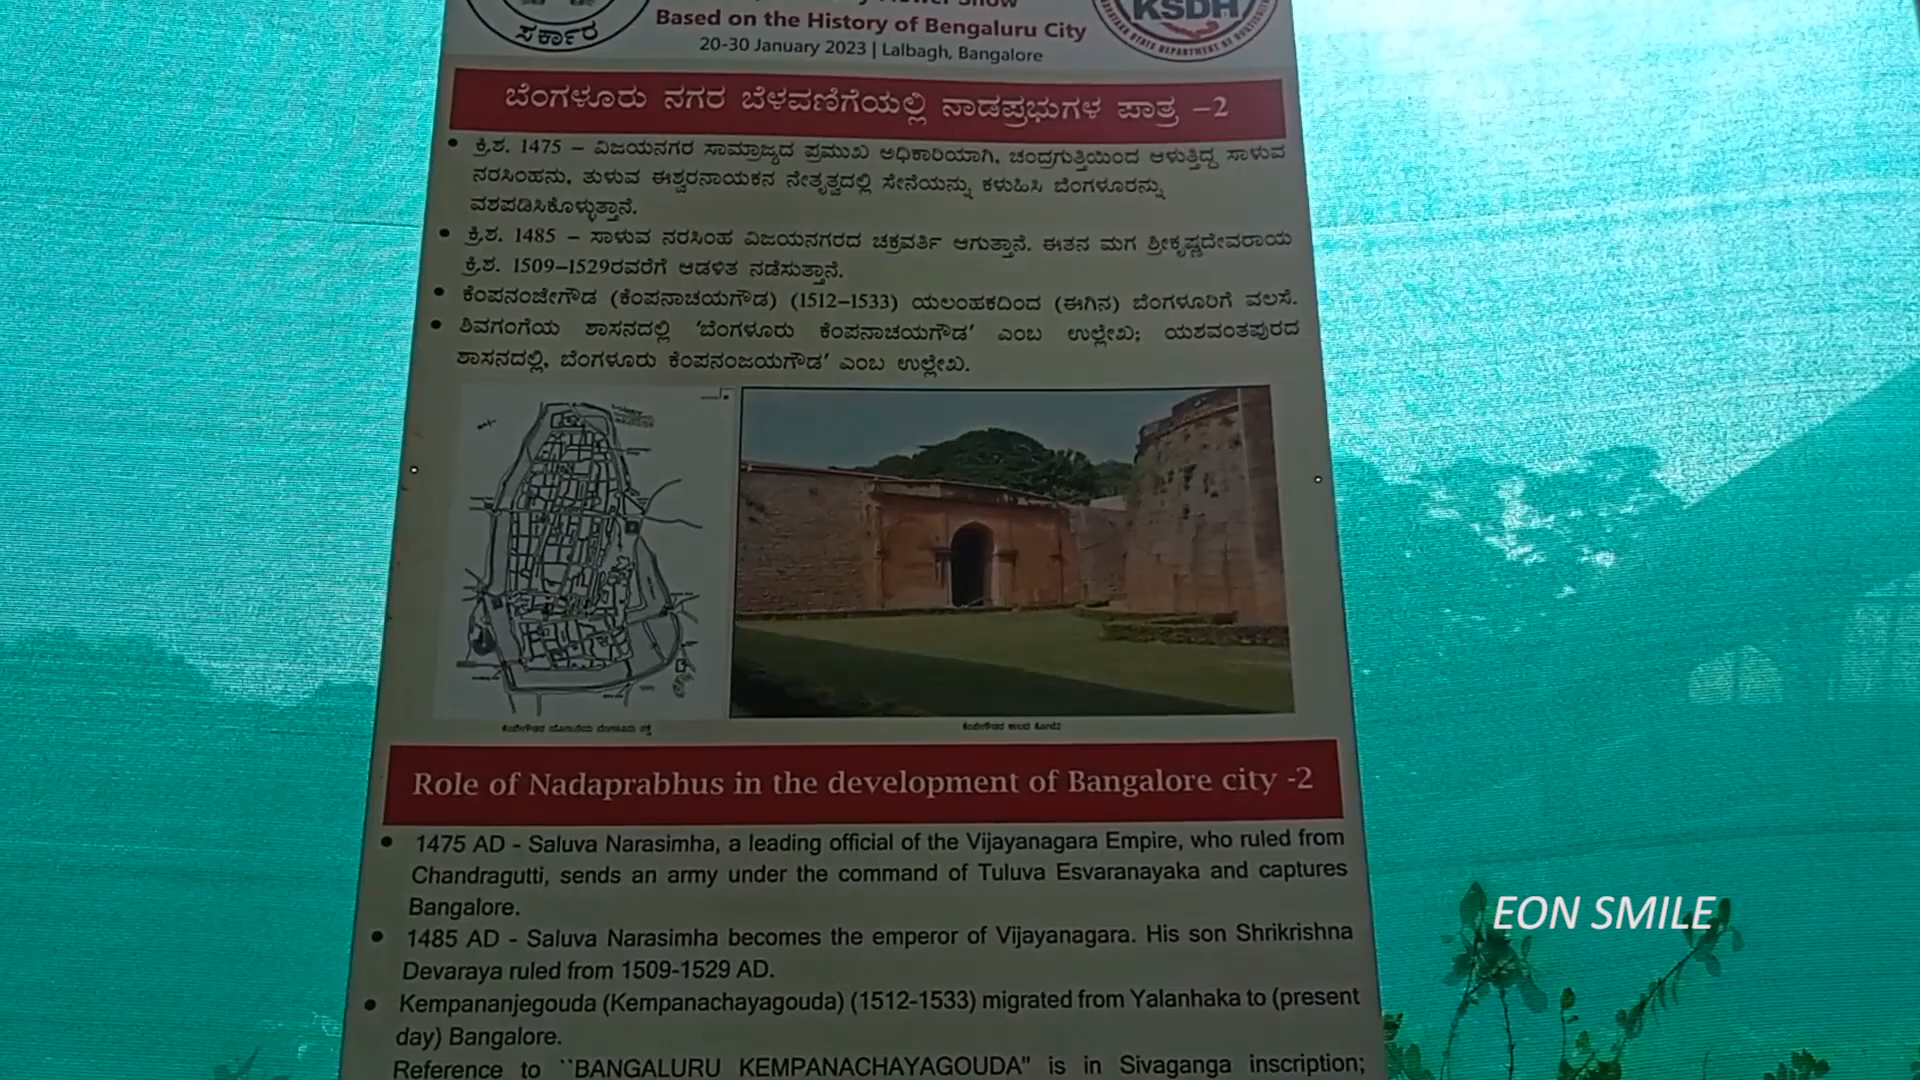 ಸರ್ಕಾರ
KSDH
Based on the History of Bengaluru City
20-30 January 2023 | Lalbagh, Bangalore
ಬೆಂಗಳೂರು ನಗರ ಬೆಳವಣಿಗೆಯಲ್ಲಿ ನಾಡಪ್ರಭುಗಳ ಪಾತ್ರ –2
• ಕ್ರಿ.ಶ. 1475 – ವಿಜಯನಗರ ಸಾಮ್ರಾಜ್ಯದ ಪ್ರಮುಖ ಅಧಿಕಾರಿಯಾಗಿ, ಚಂದ್ರಗುತ್ತಿಯಿಂದ ಆಳುತ್ತಿದ್ದ ಸಾಳುವ
ನರಸಿಂಹನು, ತುಳುವ ಈಶ್ವರನಾಯಕನ ನೇತೃತ್ವದಲ್ಲಿ ಸೇನೆಯನ್ನು ಕಳುಹಿಸಿ ಬೆಂಗಳೂರನ್ನು
ವಶಪಡಿಸಿಕೊಳ್ಳುತ್ತಾನೆ.
• ಕ್ರಿ.ಶ. 1485 – ಸಾಳುವ ನರಸಿಂಹ ವಿಜಯನಗರದ ಚಕ್ರವರ್ತಿ ಆಗುತ್ತಾನೆ. ಈತನ ಮಗ ಶ್ರೀಕೃಷ್ಣದೇವರಾಯ
ಕ್ರಿ.ಶ. 1509–1529ರವರೆಗೆ ಆಡಳಿತ ನಡೆಸುತ್ತಾನೆ.
• ಕೆಂಪನಂಜೇಗೌಡ (ಕೆಂಪನಾಚಯಗೌಡ) (1512–1533) ಯಲಂಹಕದಿಂದ (ಈಗಿನ) ಬೆಂಗಳೂರಿಗೆ ವಲಸೆ.
• ಶಿವಗಂಗೆಯ ಶಾಸನದಲ್ಲಿ 'ಬೆಂಗಳೂರು ಕೆಂಪನಾಚಯಗೌಡ' ಎಂಬ ಉಲ್ಲೇಖ; ಯಶವಂತಪುರದ
ಶಾಸನದಲ್ಲಿ, ಬೆಂಗಳೂರು ಕೆಂಪನಂಜಯಗೌಡ' ಎಂಬ ಉಲ್ಲೇಖ.
Role of Nadaprabhus in the development of Bangalore city -2
• 1475 AD - Saluva Narasimha, a leading official of the Vijayanagara Empire, who ruled from
Chandragutti, sends an army under the command of Tuluva Esvaranayaka and captures
Bangalore.
• 1485 AD - Saluva Narasimha becomes the emperor of Vijayanagara. His son Shrikrishna
Devaraya ruled from 1509-1529 AD.
• Kempananjegouda (Kempanachayagouda) (1512-1533) migrated from Yalanhaka to (present
day) Bangalore.
Reference to ``BANGALURU KEMPANACHAYAGOUDA" is in Sivaganga inscription;
EON SMILE